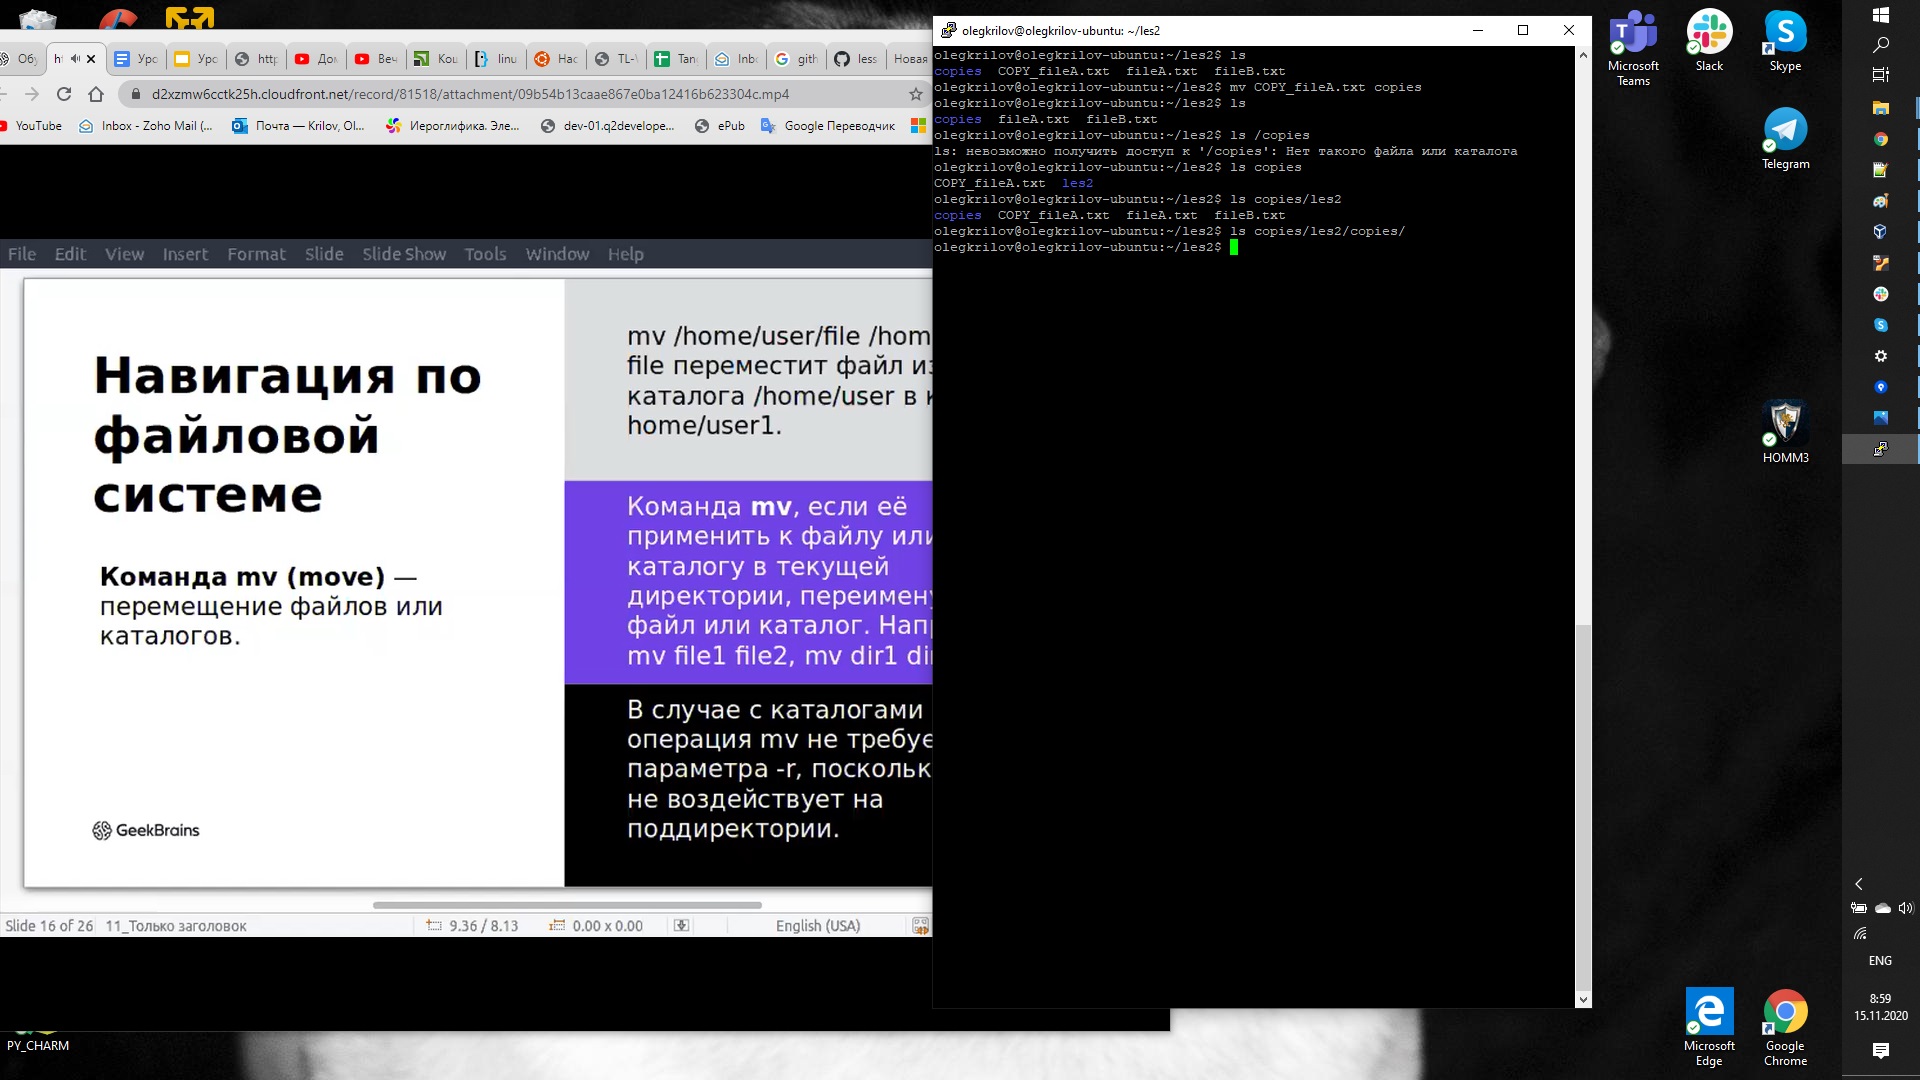 Обу
ht
Уро
Уро
http
До
Веч
Кош
linu
Нас
TL-
Тап
Inb
gith
less
Новая
d2xzmw6cctk25h.cloudfront.net/record/81518/attachment/09b54b13caae867e0ba12416b623304c.mp4
YouTube
Inbox - Zoho Mail (...
Почта — Krilov, Ol...
Иероглифика. Эле...
dev-01.q2develope...
ePub
Google Переводчик
File Edit View Insert Format Slide Slide Show Tools Window Help
Навигация по
файловой
системе
Команда mv (move) —
перемещение файлов или
каталогов.
GeekBrains
mv /home/user/file /hom
file переместит файл из
каталога /home/user в к
home/user1.
Команда mv, если её
применить к файлу или
каталогу в текущей
директории, переимену
файл или каталог. Нап
mv file1 file2, mv dir1 di
В случае с каталогами
операция mv не требуе
параметра -r, поскольк
не воздействует на
поддиректории.
Slide 16 of 26 11_Только заголовок 9.36 / 8.13 0.00 x 0.00 English (USA)
PY_CHARM
olegkrilov@olegkrilov-ubuntu: ~/les2
olegkrilov@olegkrilov-ubuntu:~/les2$ ls
copies COPY_fileA.txt fileA.txt fileB.txt
olegkrilov@olegkrilov-ubuntu:~/les2$ mv COPY_fileA.txt copies
olegkrilov@olegkrilov-ubuntu:~/les2$ ls
copies fileA.txt fileB.txt
olegkrilov@olegkrilov-ubuntu:~/les2$ ls /copies
ls: невозможно получить доступ к '/copies': Нет такого файла или каталога
olegkrilov@olegkrilov-ubuntu:~/les2$ ls copies
COPY_fileA.txt les2
olegkrilov@olegkrilov-ubuntu:~/les2$ ls copies/les2
copies COPY_fileA.txt fileA.txt fileB.txt
olegkrilov@olegkrilov-ubuntu:~/les2$ ls copies/les2/copies/
olegkrilov@olegkrilov-ubuntu:~/les2$
Microsoft
Teams
Slack
Skype
Telegram
HOMM3
Microsoft
Edge
Google
Chrome
ENG
8:59
15.11.2020